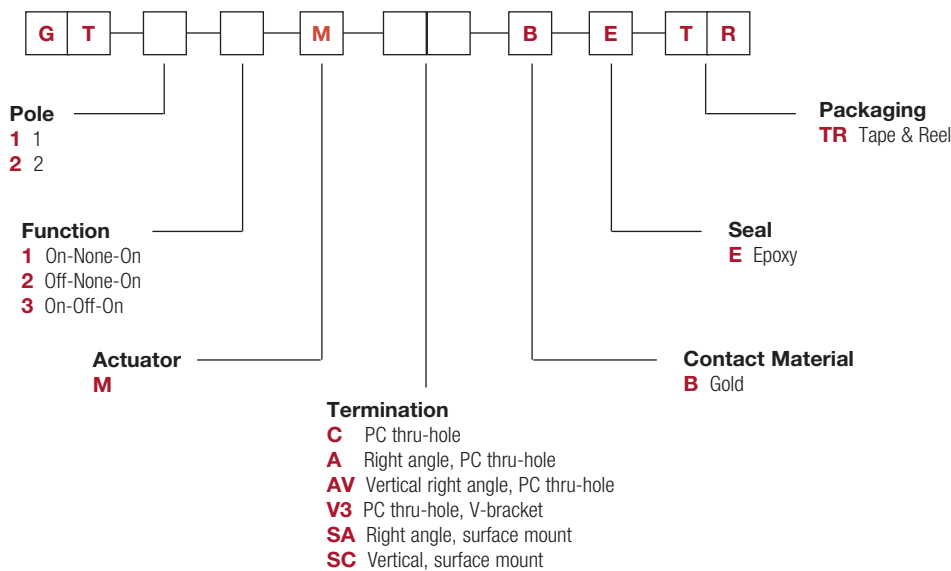 G T M B E T R
Pole
1 1
2 2
Packaging
TR Tape & Reel
Function
1 On-None-On
2 Off-None-On
3 On-Off-On
Seal
E Epoxy
Actuator
M
Contact Material
B Gold
Termination
C PC thru-hole
A Right angle, PC thru-hole
AV Vertical right angle, PC thru-hole
V3 PC thru-hole, V-bracket
SA Right angle, surface mount
SC Vertical, surface mount